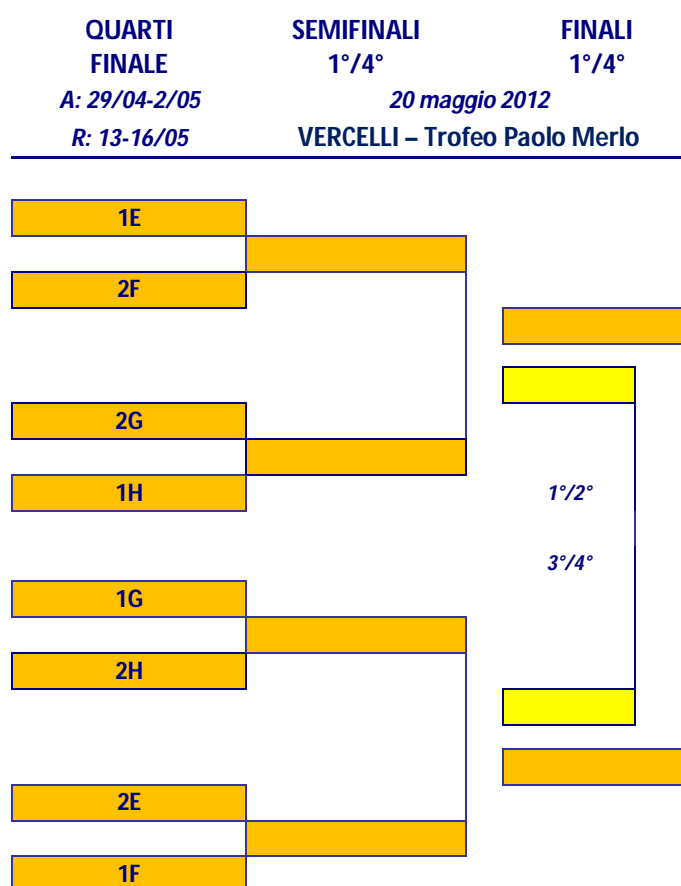 QUARTI SEMIFINALI FINALI
FINALE 1°/4° 1°/4°
A: 29/04-2/05 20 maggio 2012
R: 13-16/05 VERCELLI – Trofeo Paolo Merlo
1E
2F
2G
1H 1°/2°
3°/4°
1G
2H
2E
1F